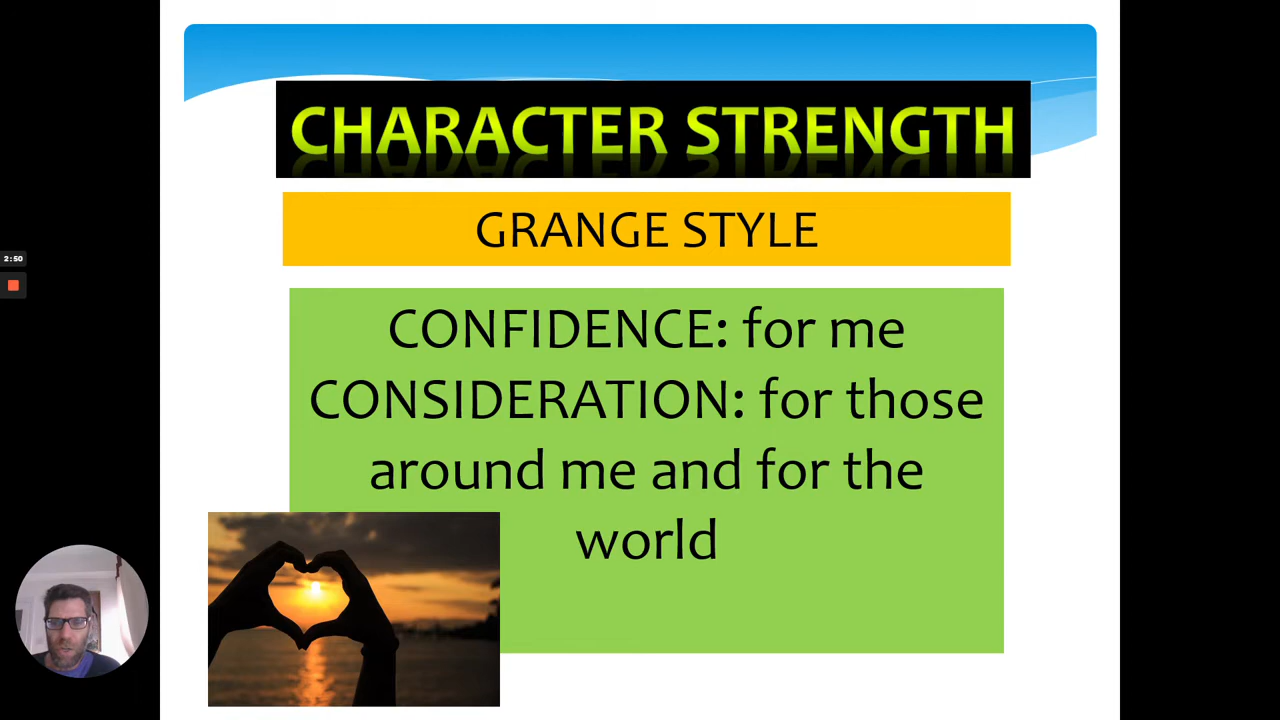 CHARACTER STRENGTH
GRANGE STYLE
2:50
CONFIDENCE: for me
CONSIDERATION: for those
around me and for the
world